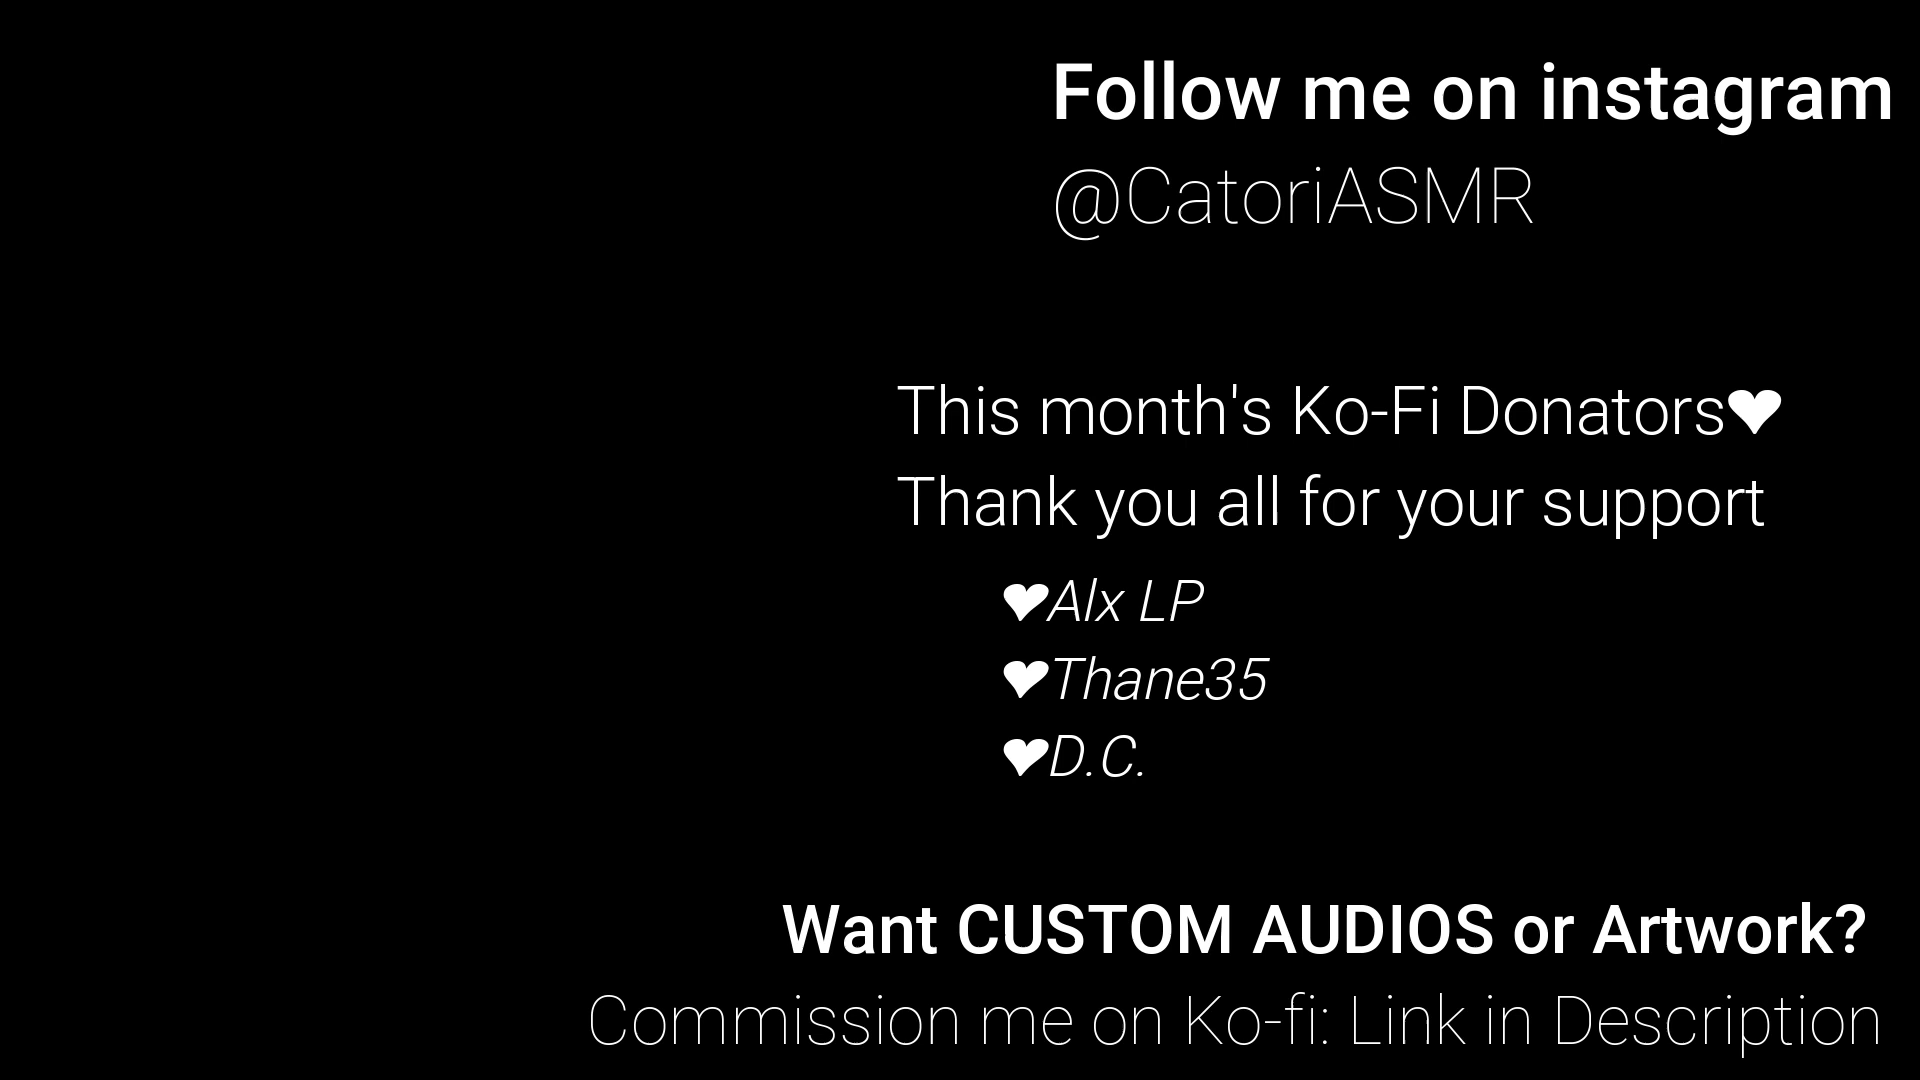 Follow me on instagram
@CatoriASMR
This month's Ko-Fi Donators❤
Thank you all for your support
❤Alx LP
❤Thane35
❤D.C.
Want CUSTOM AUDIOS or Artwork?
Commission me on Ko-fi: Link in Description